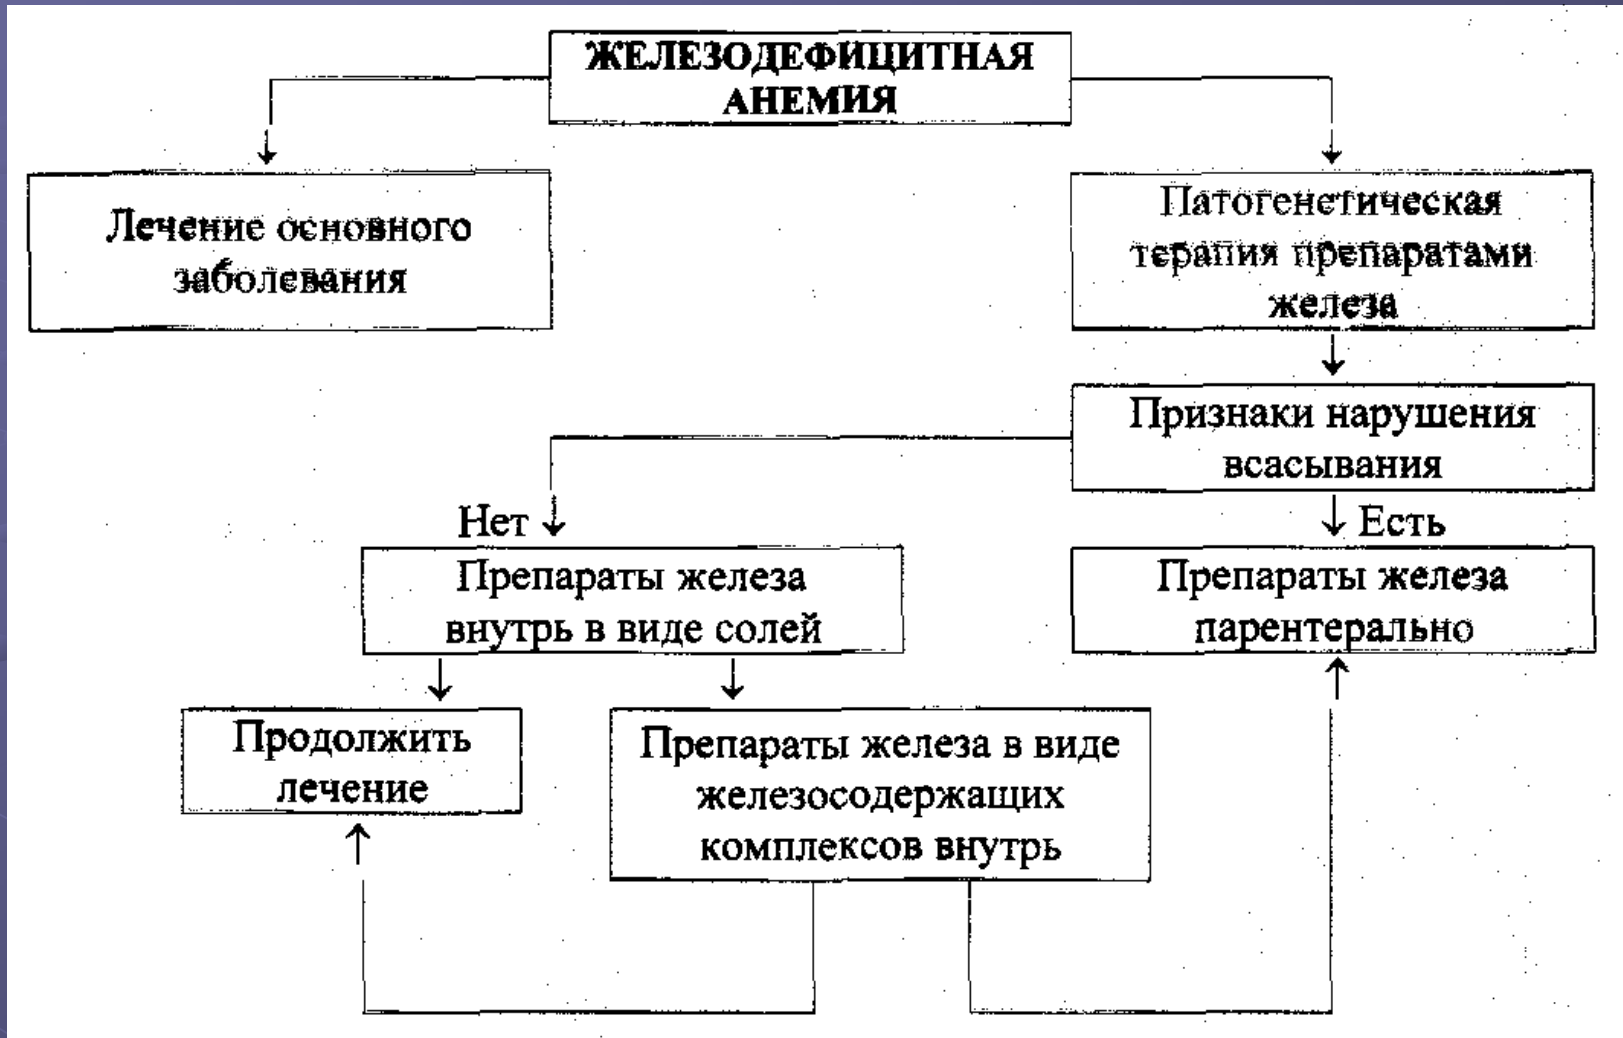 ЖЕЛЕЗОДЕФИЦИТНАЯ
АНЕМИЯ
Лечение основного
заболевания
Патогенетическая
терапия препаратами
железа
Признаки нарушения
всасывания
Нет
Есть
Препараты железа
внутрь в виде солей
Препараты железа
парентерально
Продолжить
лечение
Препараты железа в виде
железосодержащих
комплексов внутрь